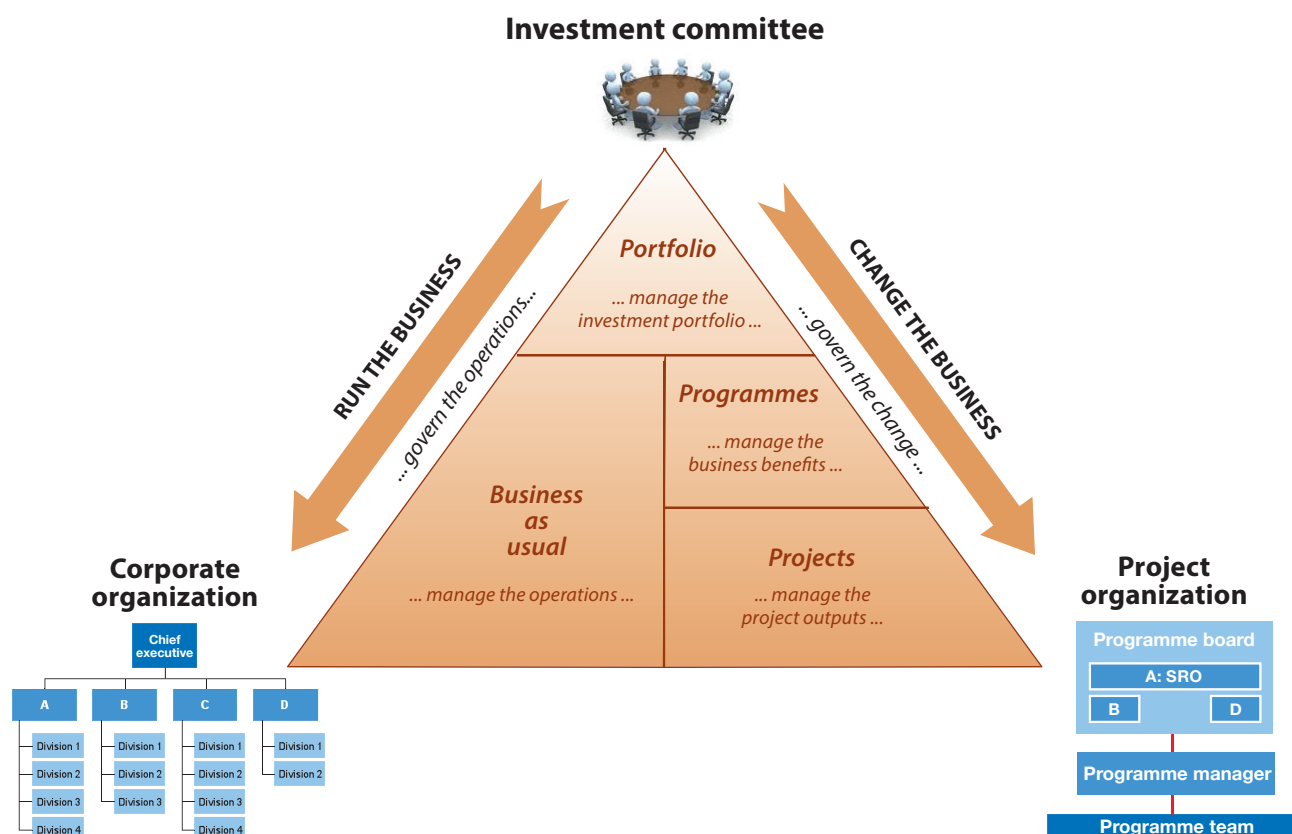 Investment committee
RUN THE BUSINESS
... govern the operations...
CHANGE THE BUSINESS
... govern the change ...
Portfolio
... manage the
investment portfolio ...
Programmes
... manage the
business benefits ...
Business
as
usual
... manage the operations ...
Projects
... manage the
project outputs ...
Corporate
organization
Chief
executive
A
B
C
D
Division 1
Division 2
Division 3
Division 4
Division 1
Division 2
Division 3
Division 1
Division 2
Division 3
Division 4
Division 1
Division 2
Project
organization
Programme board
A: SRO
B
D
Programme manager
Programme team